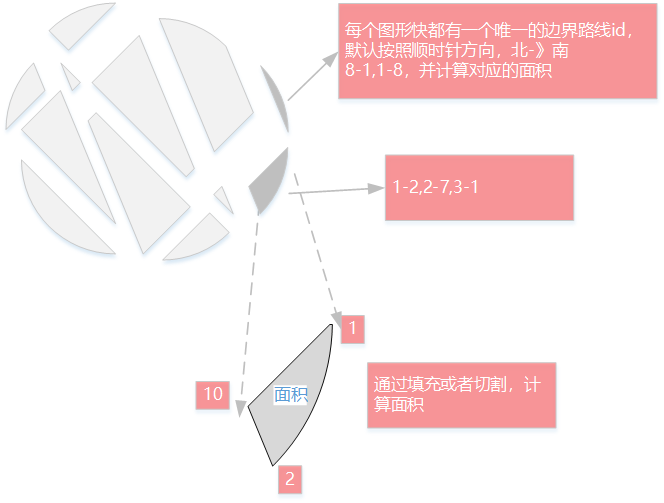 每个图形快都有一个唯一的边界路线id，
默认按照顺时针方向，北-》南
8-1,1-8，并计算对应的面积
1-2,2-7,3-1
1
10
面积
通过填充或者切割，计
算面积
2